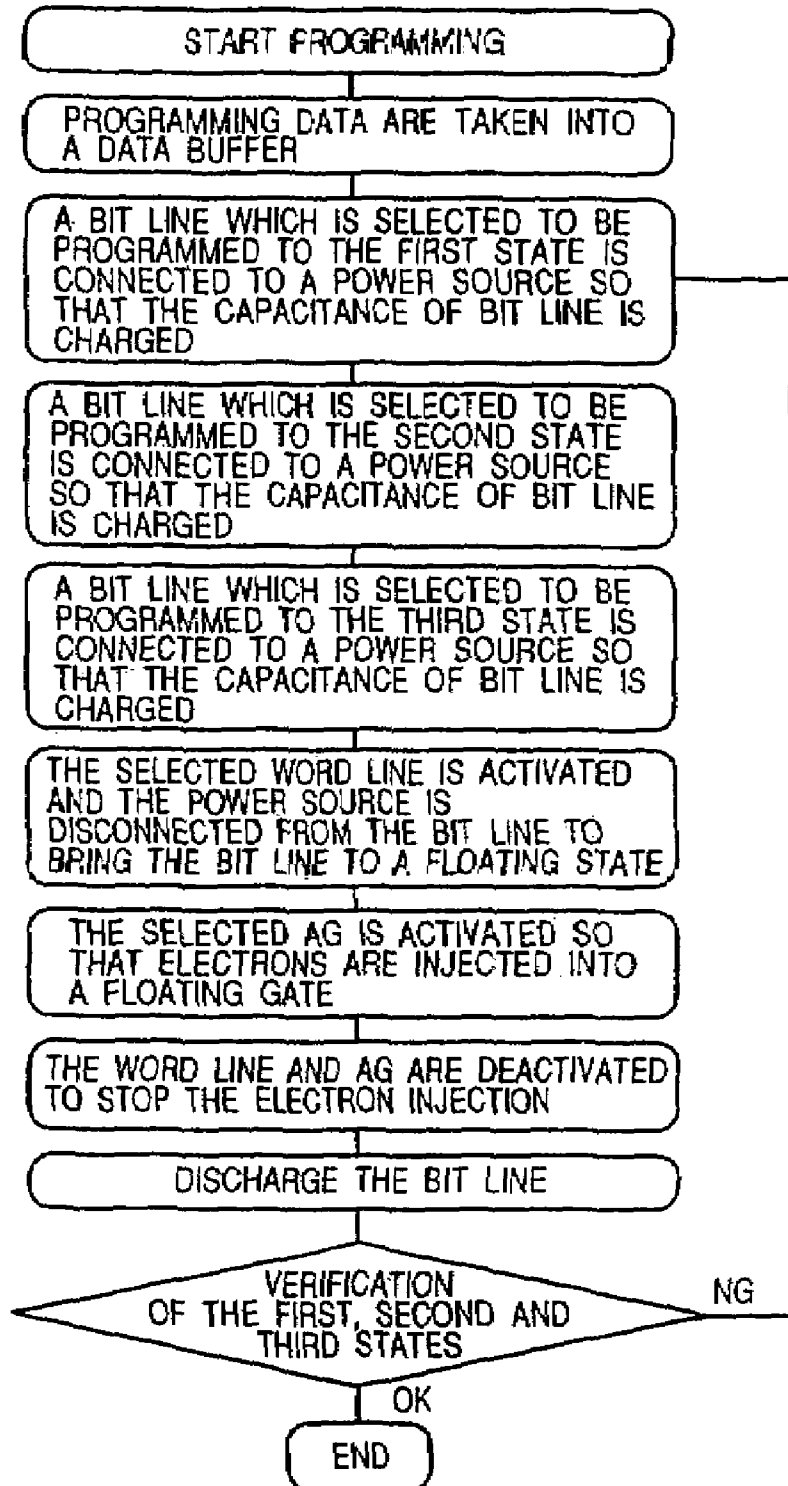 START PROGRAMMING
PROGRAMMING DATA ARE TAKEN INTO
A DATA BUFFER
A BIT LINE WHICH IS SELECTED TO BE
PROGRAMMED TO THE FIRST STATE IS
CONNECTED TO A POWER SOURCE SO
THAT THE CAPACITANCE OF BIT LINE IS
CHARGED
A BIT LINE WHICH IS SELECTED TO BE
PROGRAMMED TO THE SECOND STATE
IS CONNECTED TO A POWER SOURCE
SO THAT THE CAPACITANCE OF BIT LINE
IS CHARGED
A BIT LINE WHICH IS SELECTED TO BE
PROGRAMMED TO THE THIRD STATE IS
CONNECTED TO A POWER SOURCE SO
THAT THE CAPACITANCE OF BIT LINE IS
CHARGED
THE SELECTED WORD LINE IS ACTIVATED
AND THE POWER SOURCE IS
DISCONNECTED FROM THE BIT LINE TO
BRING THE BIT LINE TO A FLOATING STATE
THE SELECTED AG IS ACTIVATED SO
THAT ELECTRONS ARE INJECTED INTO
A FLOATING GATE
THE WORD LINE AND AG ARE DEACTIVATED
TO STOP THE ELECTRON INJECTION
DISCHARGE THE BIT LINE
VERIFICATION
OF THE FIRST, SECOND AND
THIRD STATES
NG
OK
END